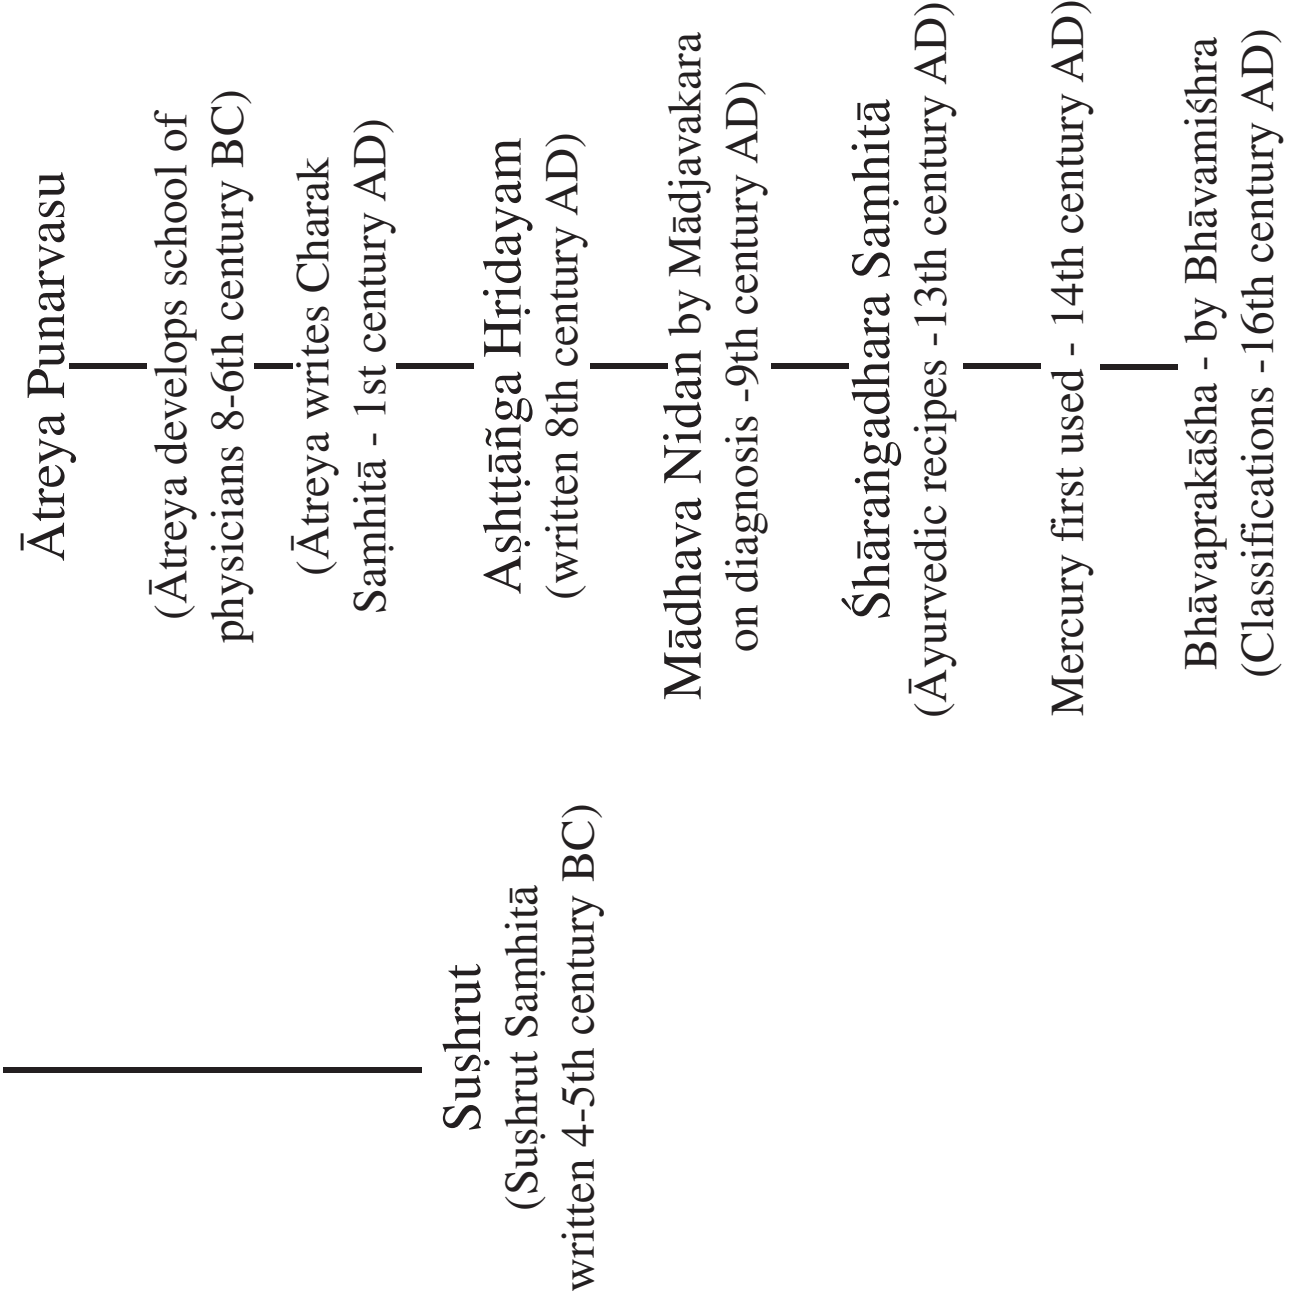 Suṣhrut
(Suṣhrut Saṃhitā
written 4-5th century BC)
Ātreya Punarvasu
(Ātreya develops school of
physicians 8-6th century BC)
(Ātreya writes Charak
Saṃhitā - 1st century AD)
Aṣhtṭāñga Hṛidayam
(written 8th century AD)
Mādhava Nidan by Mādjavakara
on diagnosis -9th century AD)
Śhāraṅgadhara Saṃhitā
(Āyurvedic recipes -13th century AD)
Mercury first used - 14th century AD)
Bhāvaprakāśha - by Bhāvamiśhra
(Classifications -16th century AD)